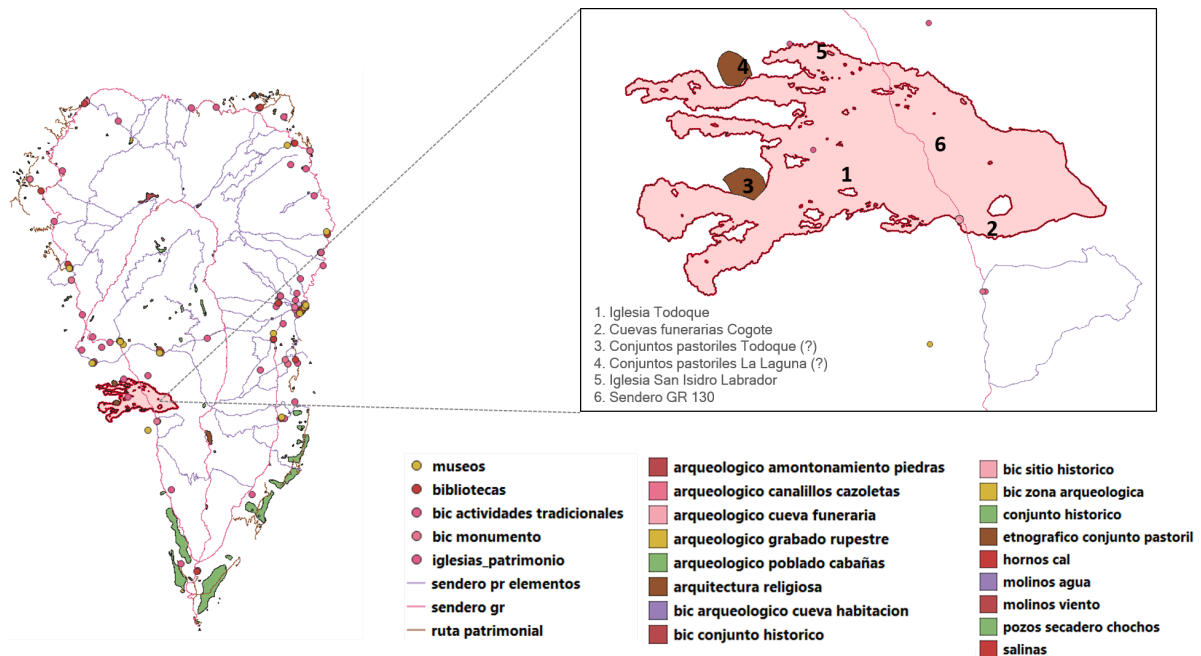 5
4
6
1
3
2
1. Iglesia Todoque
2. Cuevas funerarias Cogote
3. Conjuntos pastoriles Todoque (?)
4. Conjuntos pastoriles La Laguna (?)
5. Iglesia San Isidro Labrador
6. Sendero GR 130
museos
bibliotecas
bic actividades tradicionales
bic monumento
iglesias_patrimonio
sendero pr elementos
sendero gr
ruta patrimonial
arqueologico amontonamiento piedras
arqueologico canalillos cazoletas
arqueologico cueva funeraria
arqueologico grabado rupestre
arqueologico poblado cabañas
arquitectura religiosa
bic arqueologico cueva habitacion
bic conjunto historico
bic sitio historico
bic zona arqueologica
conjunto historico
etnografico conjunto pastoril
hornos cal
molinos agua
molinos viento
pozos secadero chochos
salinas